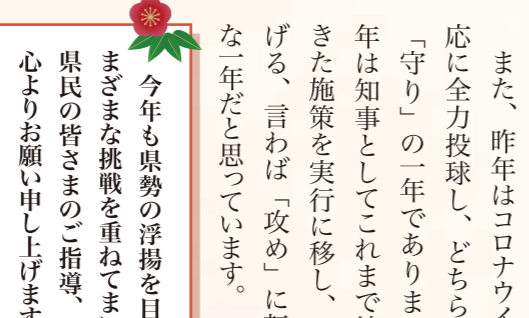 また、昨年はコロナウイ
応に全力投球し、どちら
「守り」の一年でありま
年は知事としてこれまで
きた施策を実行に移し、
げる、言わば「攻め」に
な一年だと思っています。
今年も県勢の浮揚を目
まざまな挑戦を重ねてま
県民の皆さまのご指導、
心よりお願い申し上げます